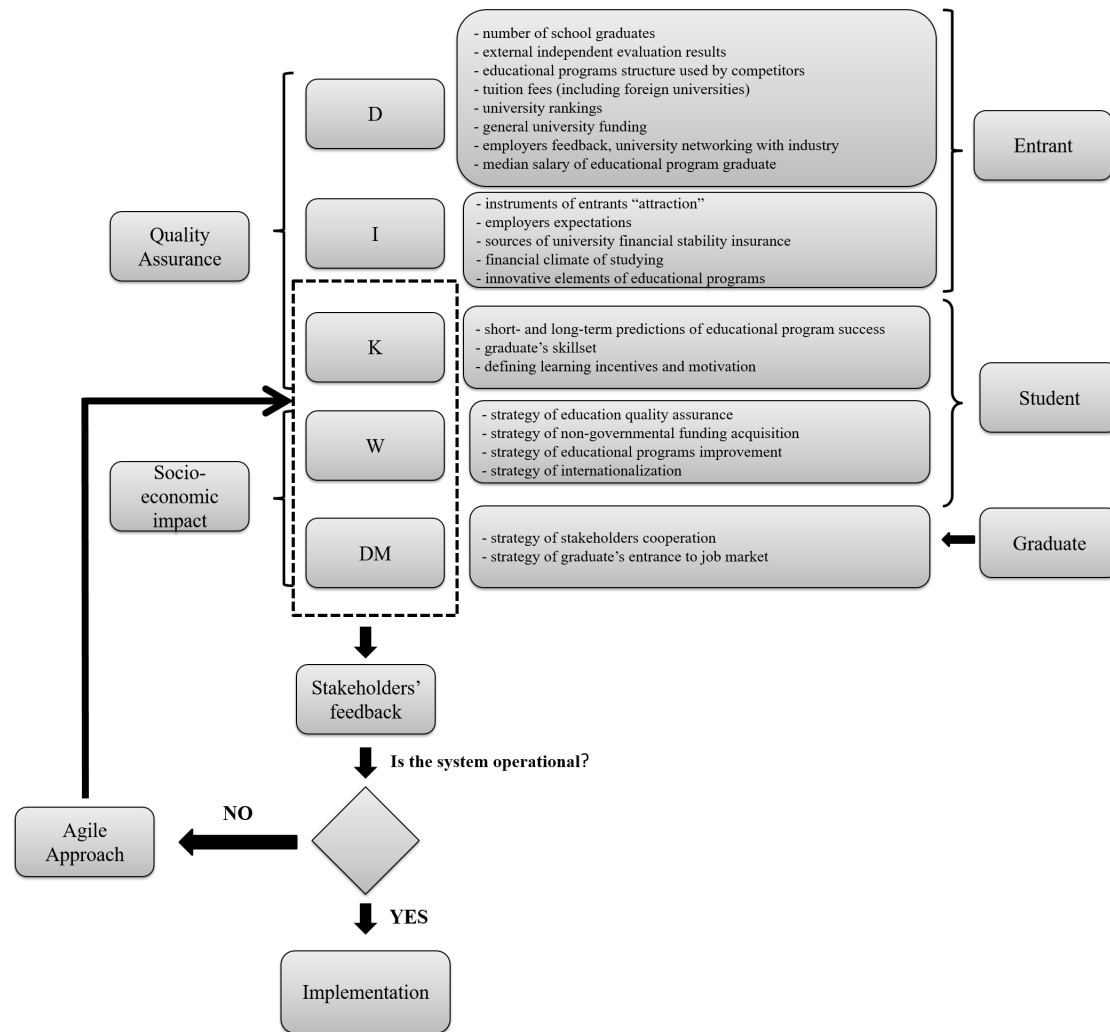 D
- number of school graduates
- external independent evaluation results
- educational programs structure used by competitors
- tuition fees (including foreign universities)
- university rankings
- general university funding
- employers feedback, university networking with industry
- median salary of educational program graduate
Entrant
Quality
Assurance
I
- instruments of entrants “attraction”
- employers expectations
- sources of university financial stability insurance
- financial climate of studying
- innovative elements of educational programs
K
- short- and long-term predictions of educational program success
- graduate’s skillset
- defining learning incentives and motivation
Student
W
- strategy of education quality assurance
- strategy of non-governmental funding acquisition
- strategy of educational programs improvement
- strategy of internationalization
Socio-
economic
impact
DM
- strategy of stakeholders cooperation
- strategy of graduate’s entrance to job market
Graduate
Stakeholders’
feedback
Is the system operational?
NO
Agile
Approach
YES
Implementation